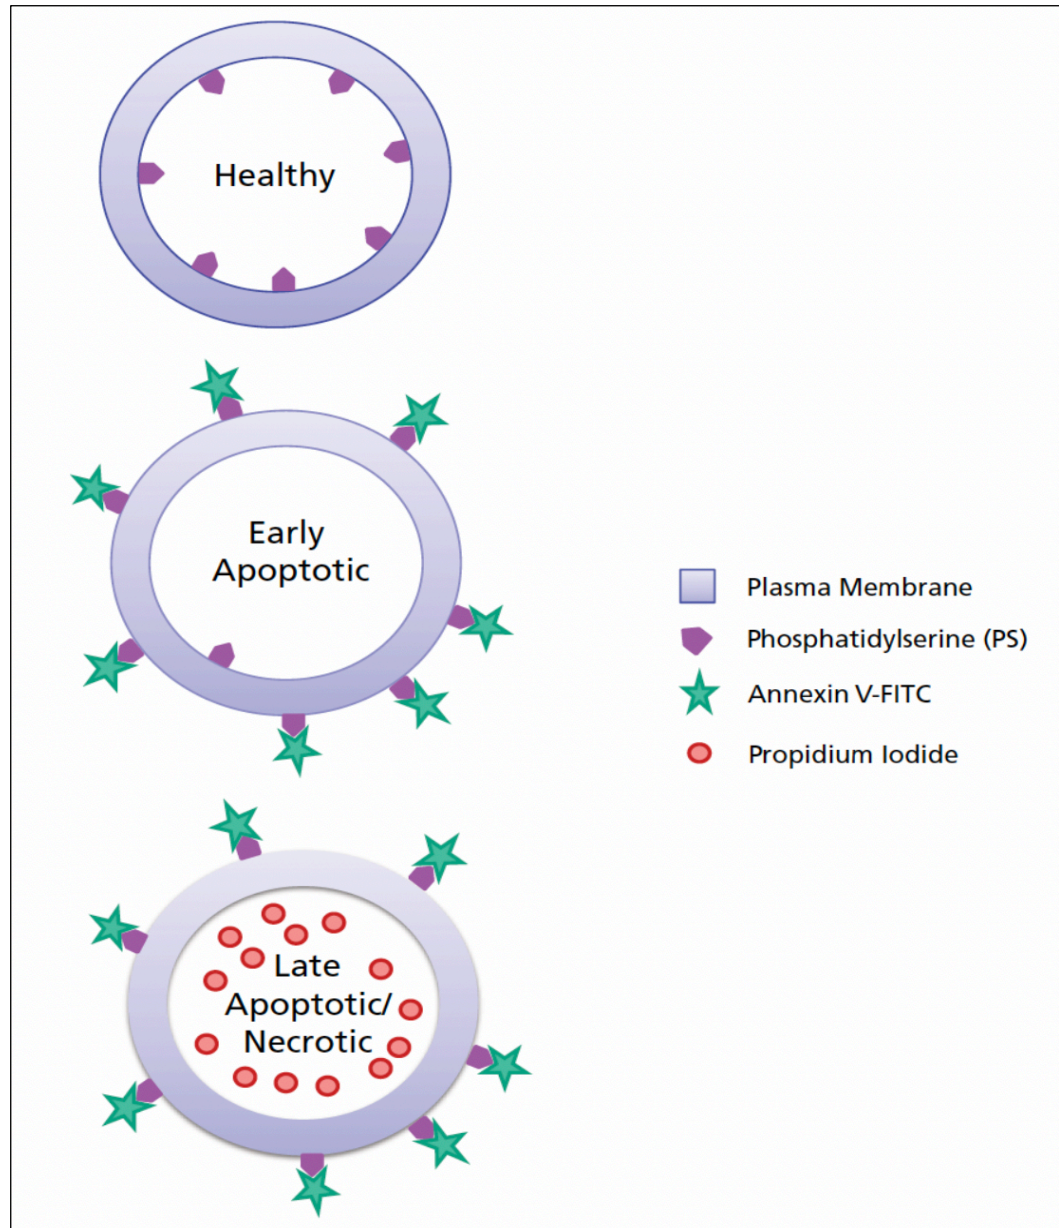 Healthy
Early
Apoptotic
Plasma Membrane
Phosphatidylserine (PS)
Annexin V-FITC
Propidium Iodide
Late
Apoptotic/
Necrotic